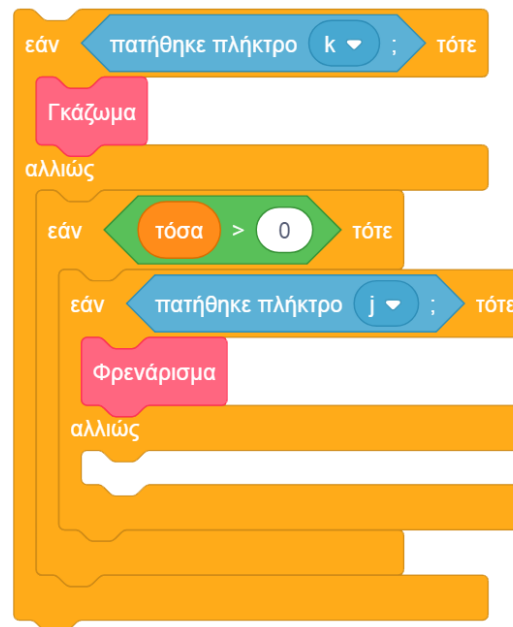 εάν πατήθηκε πλήκτρο k ; τότε
Γκάζωμα
αλλιώς
εάν τόσα > 0 τότε
εάν πατήθηκε πλήκτρο j ; τότε
Φρενάρισμα
αλλιώς